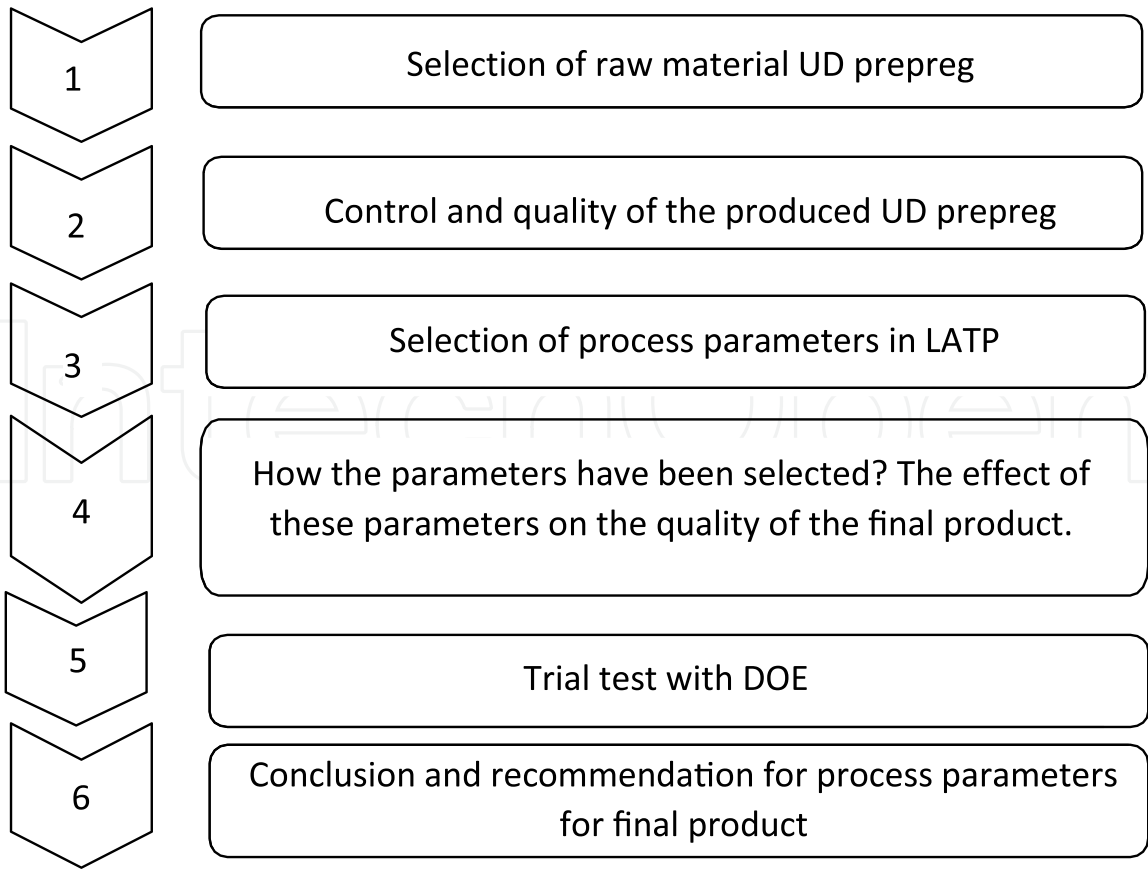 1
Selection of raw material UD prepreg
2
Control and quality of the produced UD prepreg
3
Selection of process parameters in LATP
IntechOpen
4
How the parameters have been selected? The effect of
these parameters on the quality of the final product.
5
Trial test with DOE
6
Conclusion and recommendation for process parameters
for final product